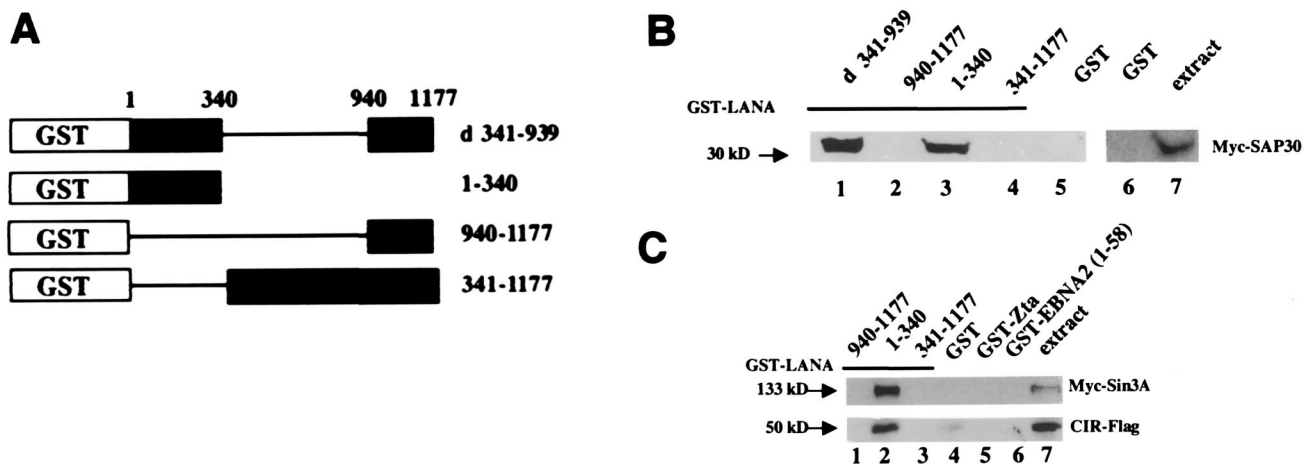 A
1 340 940 1177
GST d 341-939
GST 1-340
GST 940-1177
GST 341-1177
B
d 341-939 940-1177 1-340 341-1177 GST GST extract
GST-LANA
30 kD Myc-SAP30
1 2 3 4 5 6 7
C
940-1177 1-340 341-1177 GST GST-Zta GST-EBNA2 (1-58) extract
GST-LANA
133 kD Myc-Sin3A
50 kD CIR-Flag
1 2 3 4 5 6 7